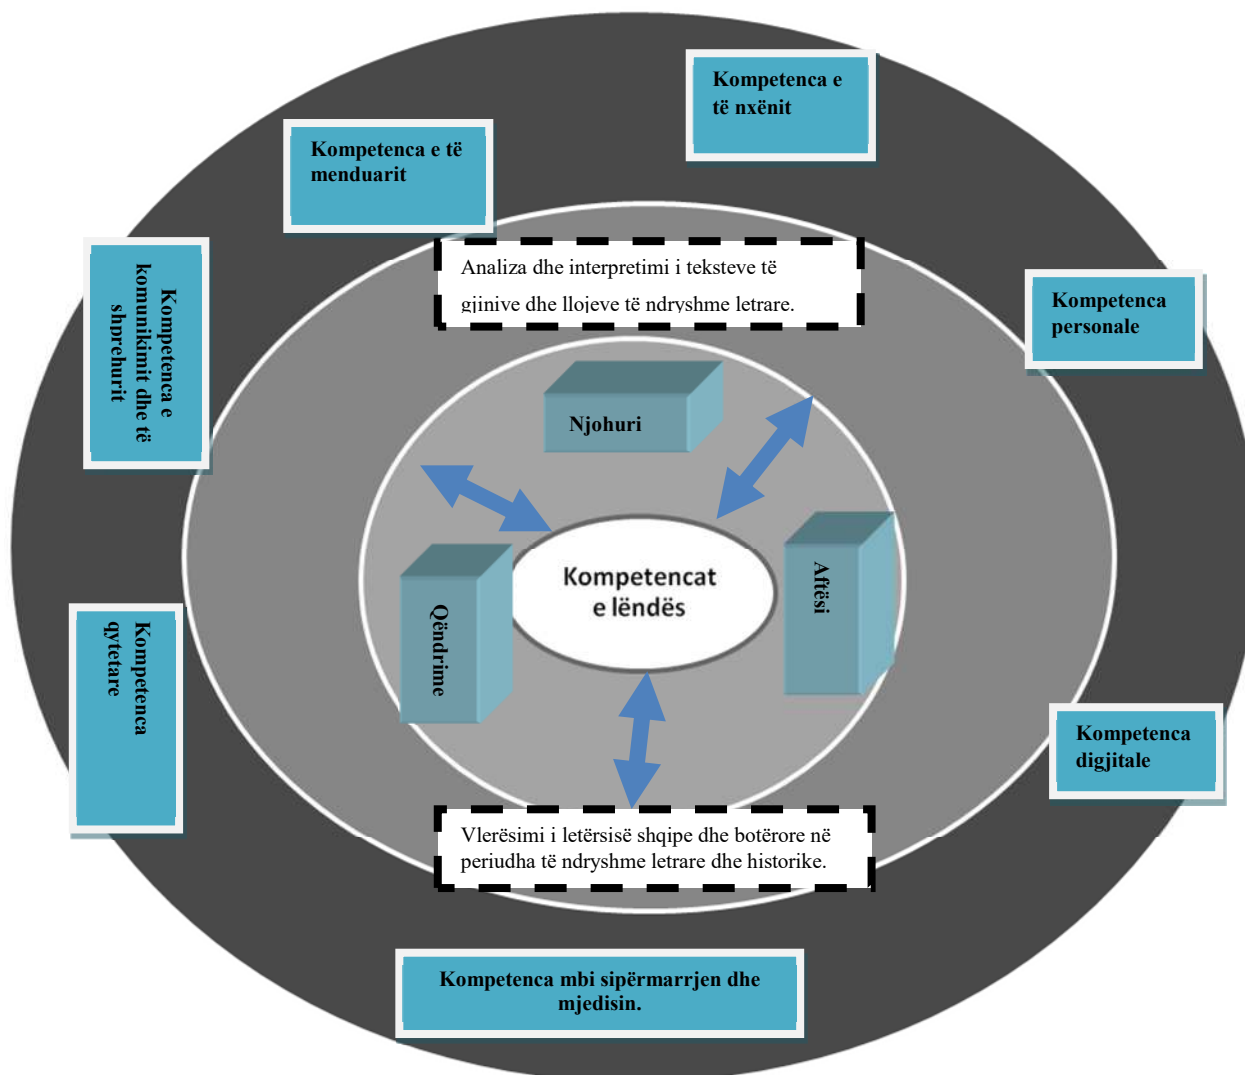 Kompetenca e
të nxënit
Kompetenca e të
menduarit
Kompetenca e
komunikimit dhe të
shprehurit
Analiza dhe interpretimi i teksteve të
gjinive dhe llojeve të ndryshme letrare.
Kompetenca
personale
Njohuri
Kompetencat
e lëndës
Aftësi
Qëndrime
Kompetenca
qytetare
Kompetenca
digjitale
Vlerësimi i letërsisë shqipe dhe botërore në
periudha të ndryshme letrare dhe historike.
Kompetenca mbi sipërmarrjen dhe
mjedisin.